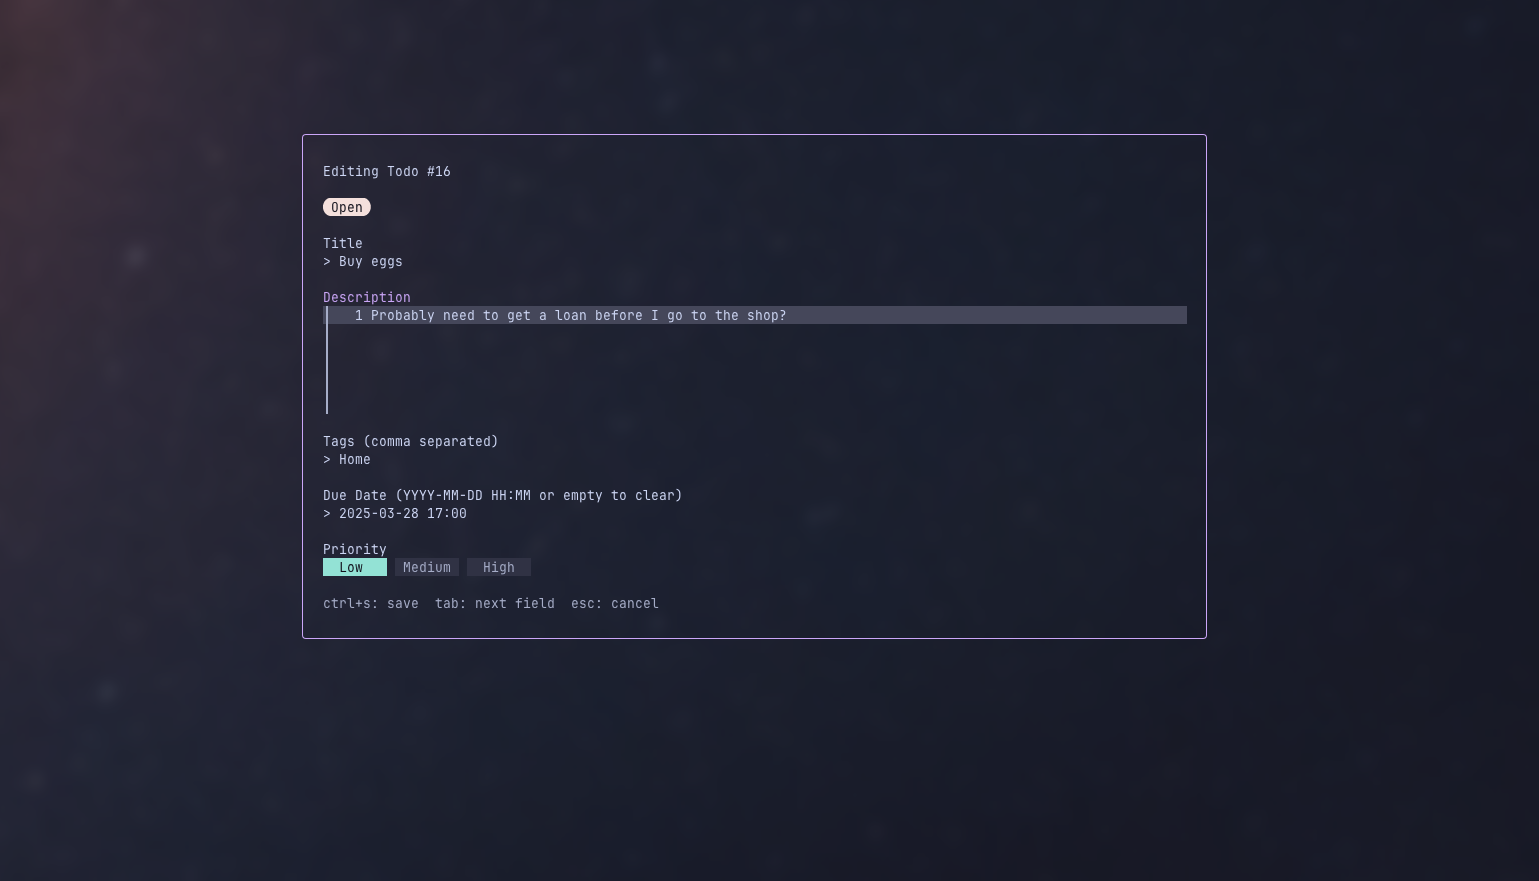 Editing Todo #16
Open
Title
> Buy eggs
Description
1 Probably need to get a loan before I go to the shop?
Tags (comma separated)
> Home
Due Date (YYYY-MM-DD HH:MM or empty to clear)
> 2025-03-28 17:00
Priority
Low Medium High
ctrl+s: save tab: next field esc: cancel